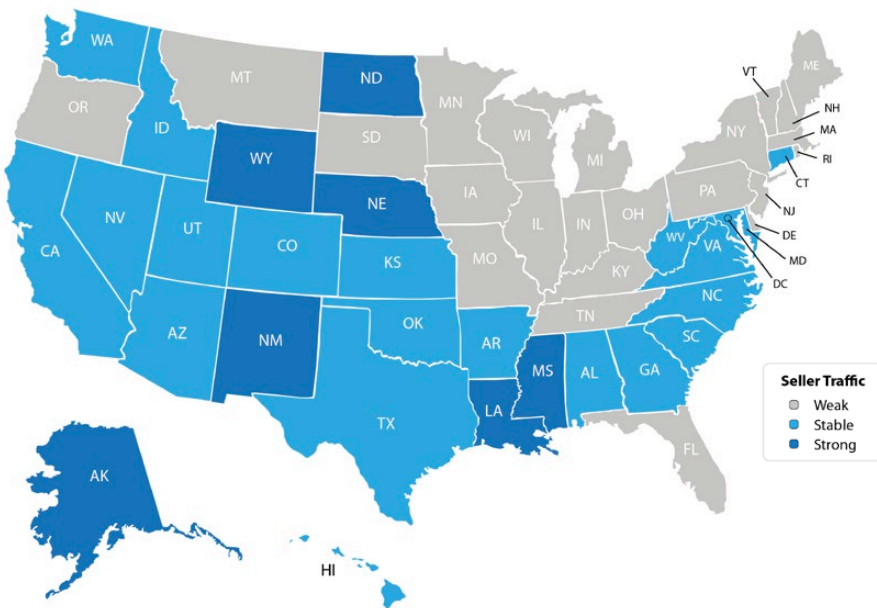 WA
MT
ND
MN
VT
ME
OR
ID
SD
WI
NY
NH
MA
WY
MI
RI
CT
IA
PA
NE
NJ
NV
UT
IL
IN
OH
DE
CA
CO
WV
VA
MD
KS
MO
KY
DC
NC
AZ
OK
TN
NM
AR
SC
MS
AL
GA
LA
TX
FL
AK
HI
Seller Traffic
Weak
Stable
Strong